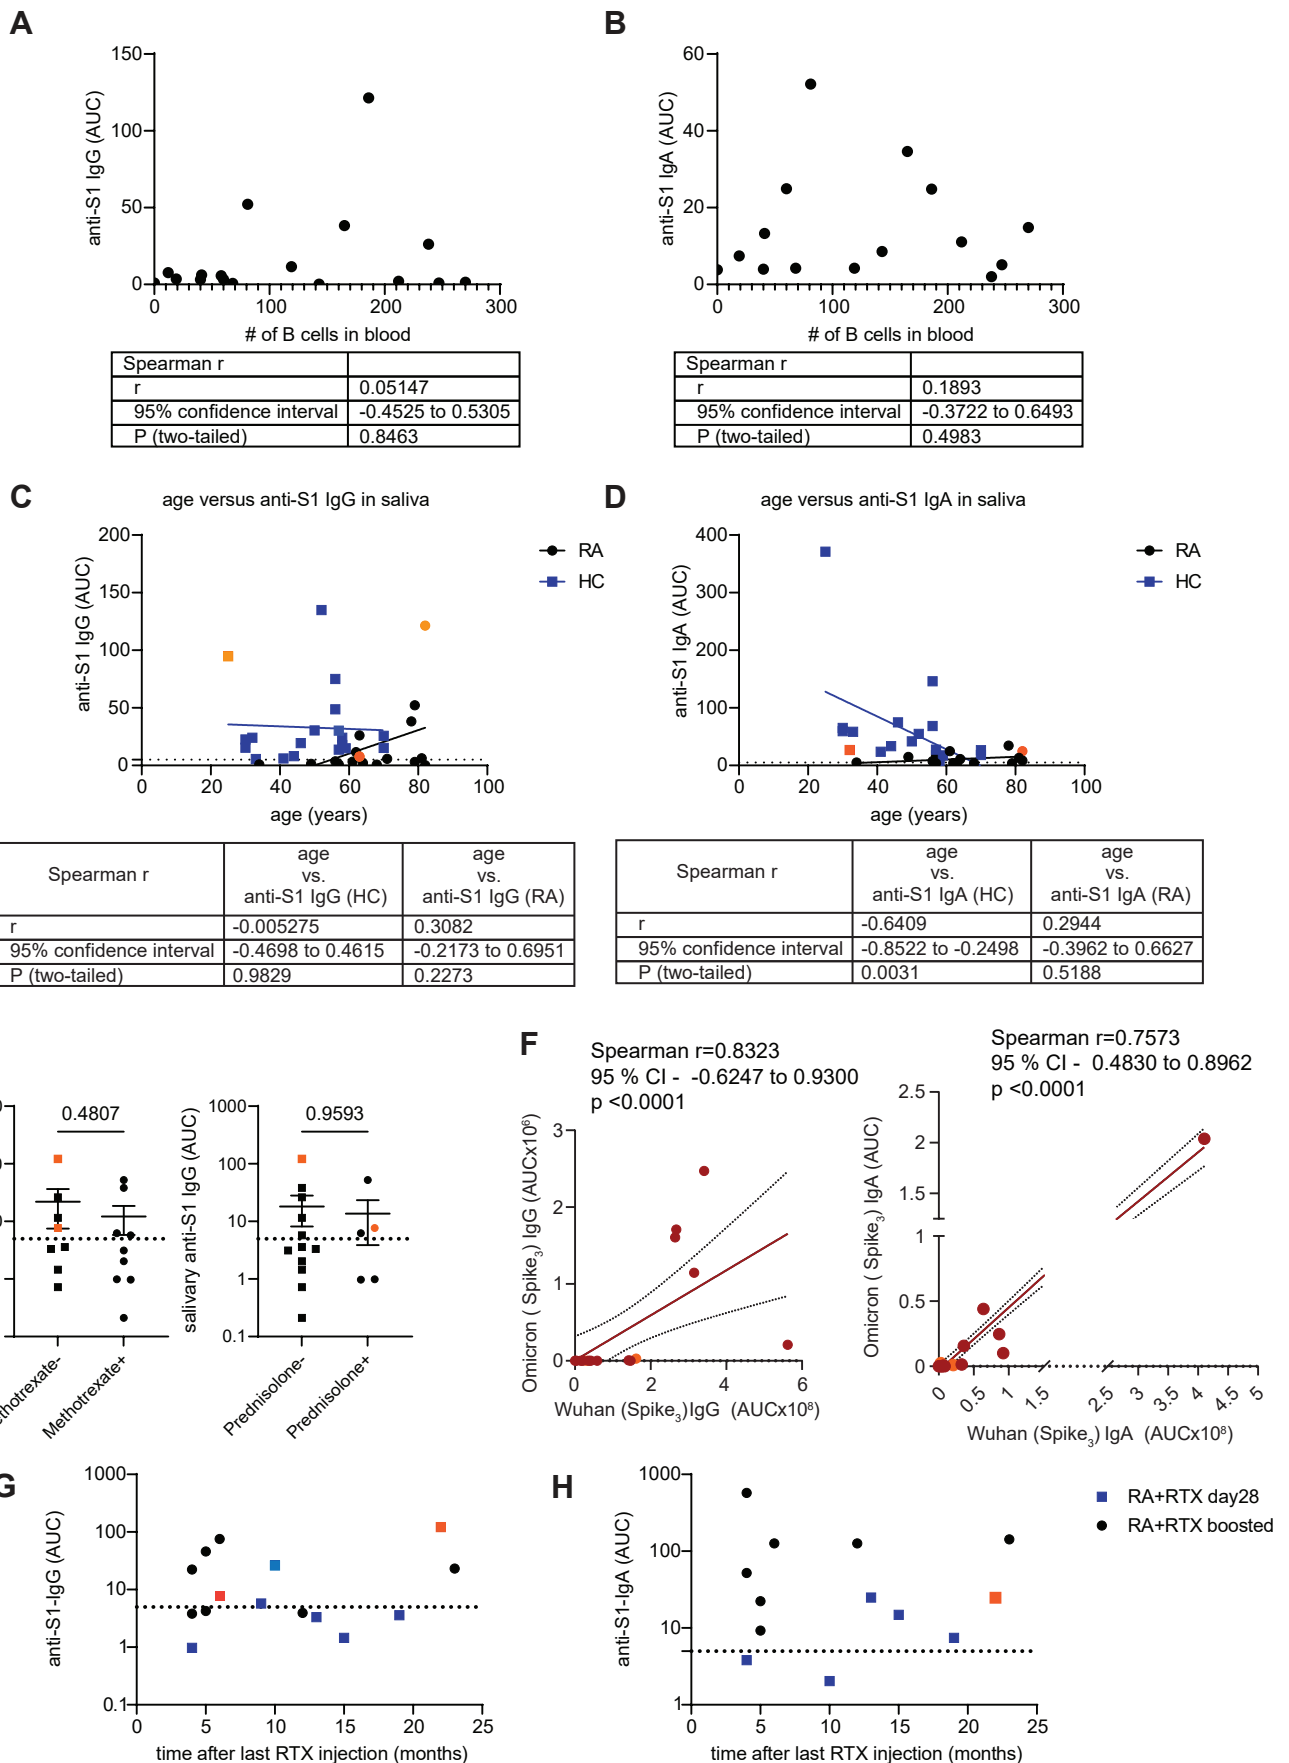 A
150
100
50
0
anti-S1 IgG (AUC)
0 100 200 300
# of B cells in blood
Spearman r
r 0.05147
95% confidence interval -0.4525 to 0.5305
P (two-tailed) 0.8463
B
60
40
20
0
anti-S1 IgA (AUC)
0 100 200 300
# of B cells in blood
Spearman r
r 0.1893
95% confidence interval -0.3722 to 0.6493
P (two-tailed) 0.4983
C
age versus anti-S1 IgG in saliva
200
150
100
50
0
anti-S1 IgG (AUC)
0 20 40 60 80 100
age (years)
RA
HC
Spearman r
age
vs.
anti-S1 IgG (HC)
age
vs.
anti-S1 IgG (RA)
r -0.005275 0.3082
95% confidence interval -0.4698 to 0.4615 -0.2173 to 0.6951
P (two-tailed) 0.9829 0.2273
D
age versus anti-S1 IgA in saliva
400
300
200
100
0
anti-S1 IgA (AUC)
0 20 40 60 80 100
age (years)
RA
HC
Spearman r
age
vs.
anti-S1 IgA (HC)
age
vs.
anti-S1 IgA (RA)
r -0.6409 0.2944
95% confidence interval -0.8522 to -0.2498 -0.3962 to 0.6627
P (two-tailed) 0.0031 0.5188
0.4807
Methotrexate+
salivary anti-S1 IgG (AUC)
1000
100
10
1
0.1
0.9593
Prednisolone-
Prednisolone+
F
Spearman r=0.8323
95 % CI - -0.6247 to 0.9300
p <0.0001
Omicron ( Spike3) IgG (AUCx10⁶)
3
2
1
0
0 2 4 6
Wuhan (Spike3)IgG (AUCx10⁸)
Spearman r=0.7573
95 % CI - 0.4830 to 0.8962
p <0.0001
Omicron ( Spike3) IgA (AUC)
2.5
2
1.5
1
0.5
0
0 0.5 1 1.5 2.5 3 3.5 4 4.5 5
Wuhan (Spike3) IgA (AUCx10⁸)
G
1000
100
10
1
0.1
anti-S1-IgG (AUC)
0 5 10 15 20 25
time after last RTX injection (months)
H
1000
100
10
1
anti-S1-IgA (AUC)
0 5 10 15 20 25
time after last RTX injection (months)
RA+RTX day28
RA+RTX boosted